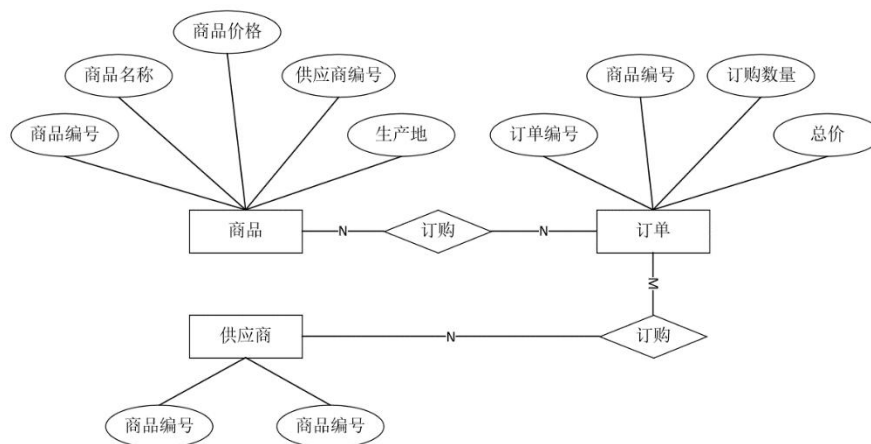 商品价格
商品名称
供应商编号
商品编号
生产地
商品编号
订购数量
订单编号
总价
商品
N
订购
N
订单
M
供应商
N
订购
商品编号
商品编号